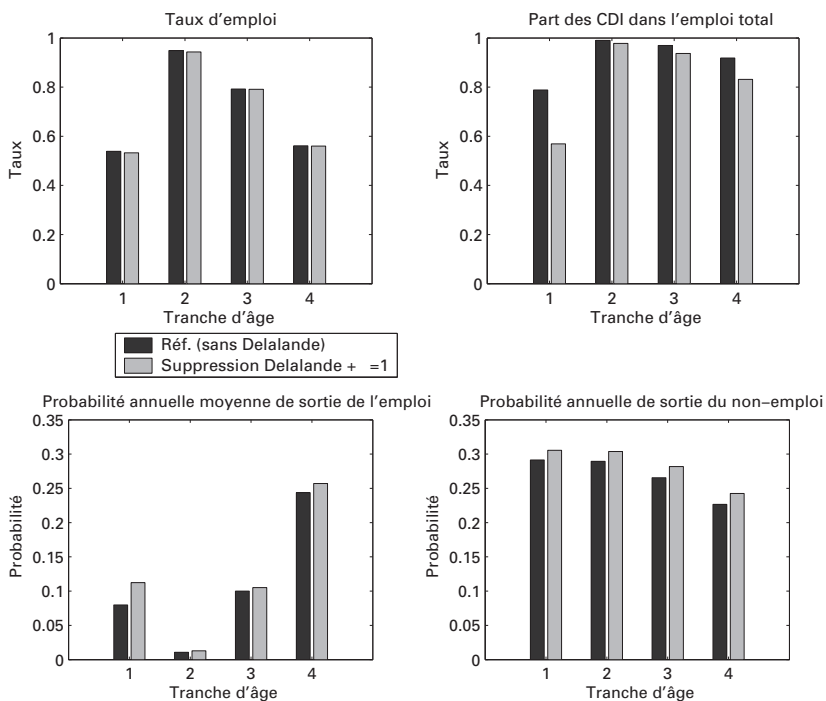 Taux d'emploi
1
0.8
0.6
0.4
0.2
0
Taux
1 2 3 4
Tranche d'âge
Part des CDI dans l'emploi total
1
0.8
0.6
0.4
0.2
0
Taux
1 2 3 4
Tranche d'âge
Réf. (sans Delalande)
Suppression Delalande + =1
Probabilité annuelle moyenne de sortie de l'emploi
0.35
0.3
0.25
0.2
0.15
0.1
0.05
0
Probabilité
1 2 3 4
Tranche d'âge
Probabilité annuelle de sortie du non–emploi
0.35
0.3
0.25
0.2
0.15
0.1
0.05
0
Probabilité
1 2 3 4
Tranche d'âge